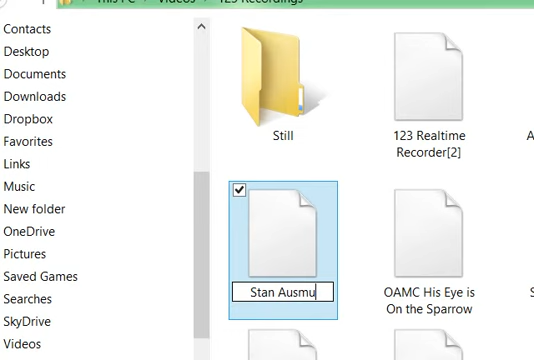 This PC Videos 123 Recordings
Contacts
Desktop
Documents
Downloads
Dropbox
Favorites
Links
Music
New folder
OneDrive
Pictures
Saved Games
Searches
SkyDrive
Videos
Still
123 Realtime
Recorder[2]
A
Stan Ausmu
OAMC His Eye is
On the Sparrow
S